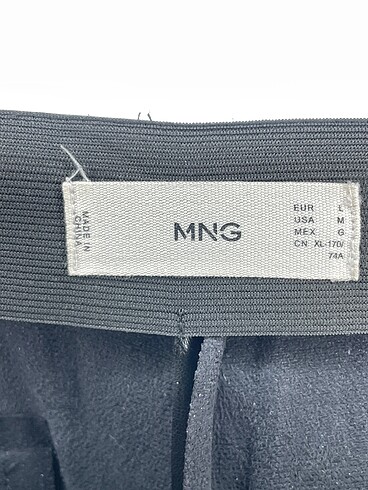 MADE IN
CHINA
MNG
EUR L
USA M
MEX G
CN XL-170/
74A